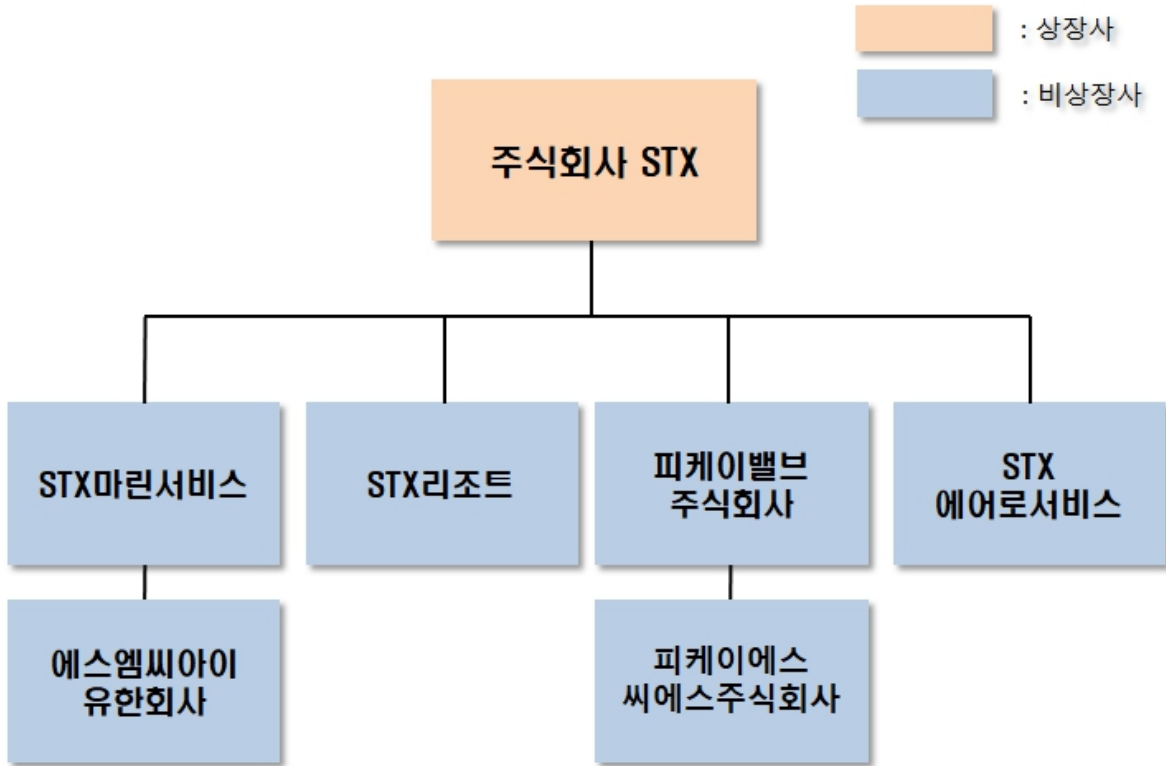 : 상장사
: 비상장사
주식회사 STX
STX마린서비스
STX리조트
피케이밸브
주식회사
STX
에어로서비스
에스엠씨아이
유한회사
피케이에스
씨에스주식회사